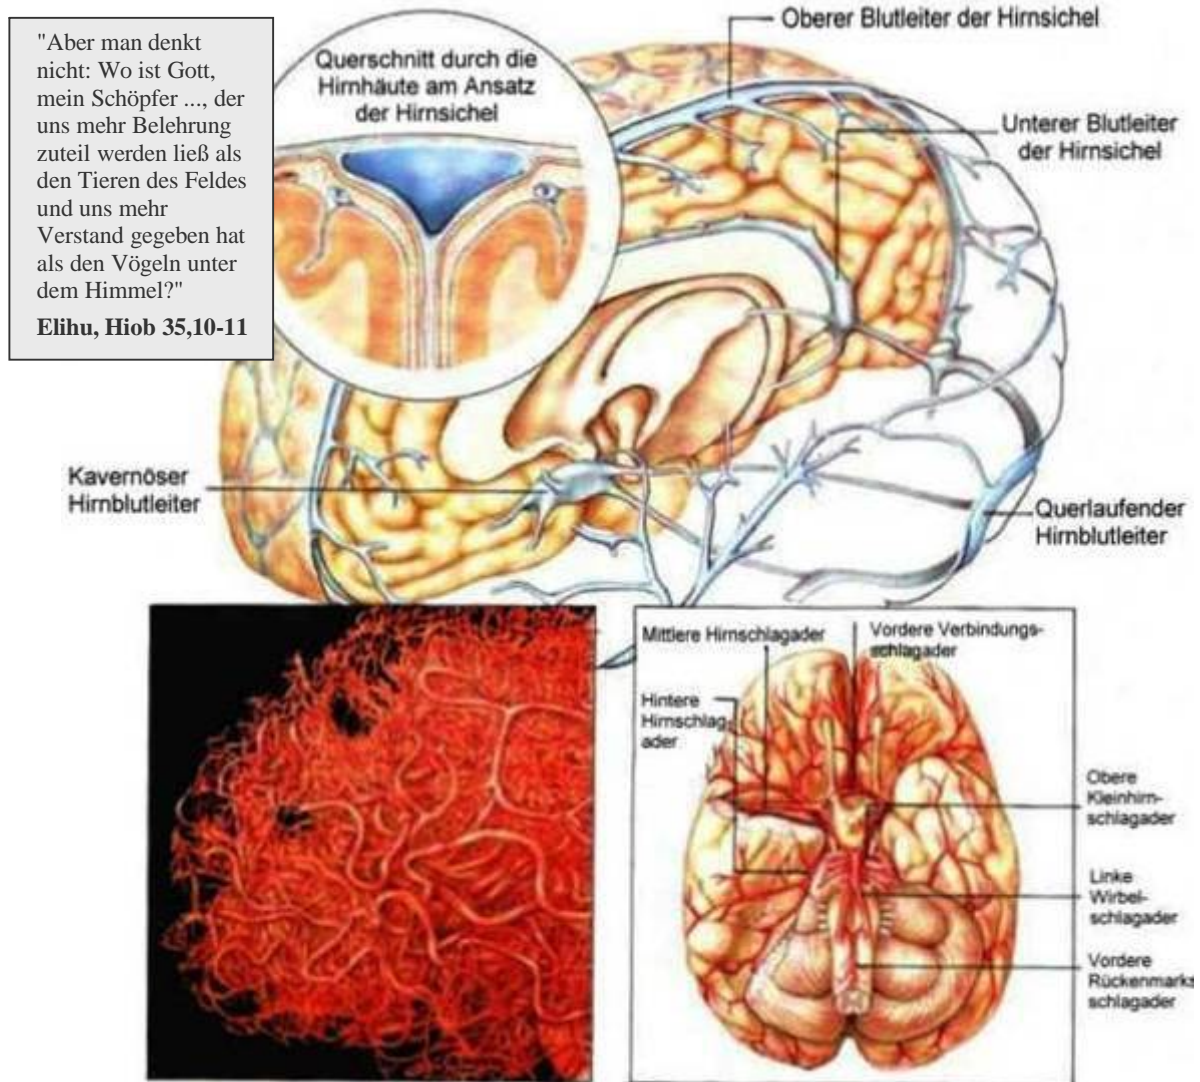 "Aber man denkt
nicht: Wo ist Gott,
mein Schöpfer ..., der
uns mehr Belehrung
zuteil werden ließ als
den Tieren des Feldes
und uns mehr
Verstand gegeben hat
als den Vögeln unter
dem Himmel?"
Elihu, Hiob 35,10-11
Querschnitt durch die
Hirnhäute am Ansatz
der Hirnsichel
Oberer Blutleiter der Hirnsichel
Unterer Blutleiter
der Hirnsichel
Kavernöser
Hirnblutleiter
Querlaufender
Hirnblutleiter
Mittlere Hirnschlagader
Vordere Verbindungs-
schlagader
Hintere
Hirnschlag-
ader
Obere
Kleinhirn-
schlagader
Linke
Wirbel-
schlagader
Vordere
Rückenmarks
schlagader